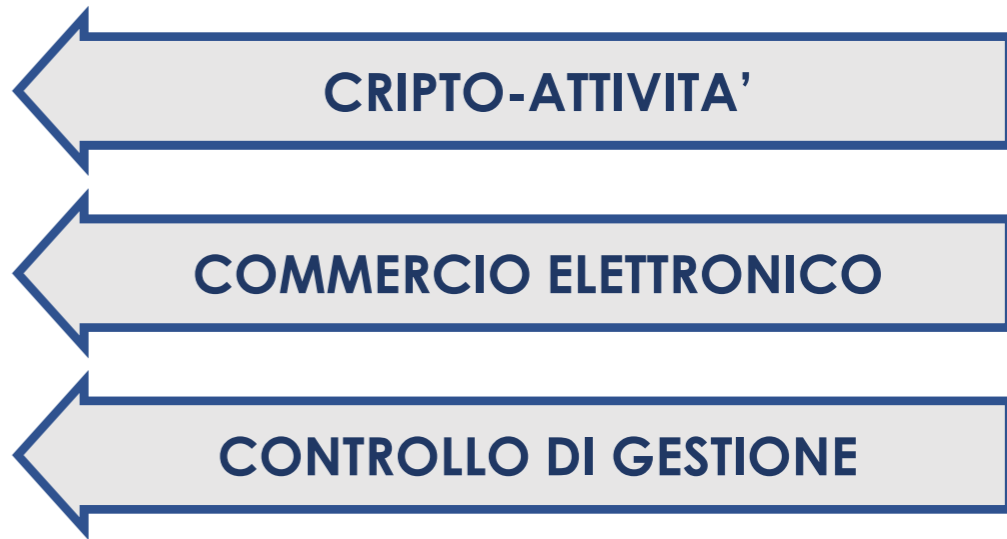 CRIPTO-ATTIVITA’
COMMERCIO ELETTRONICO
CONTROLLO DI GESTIONE